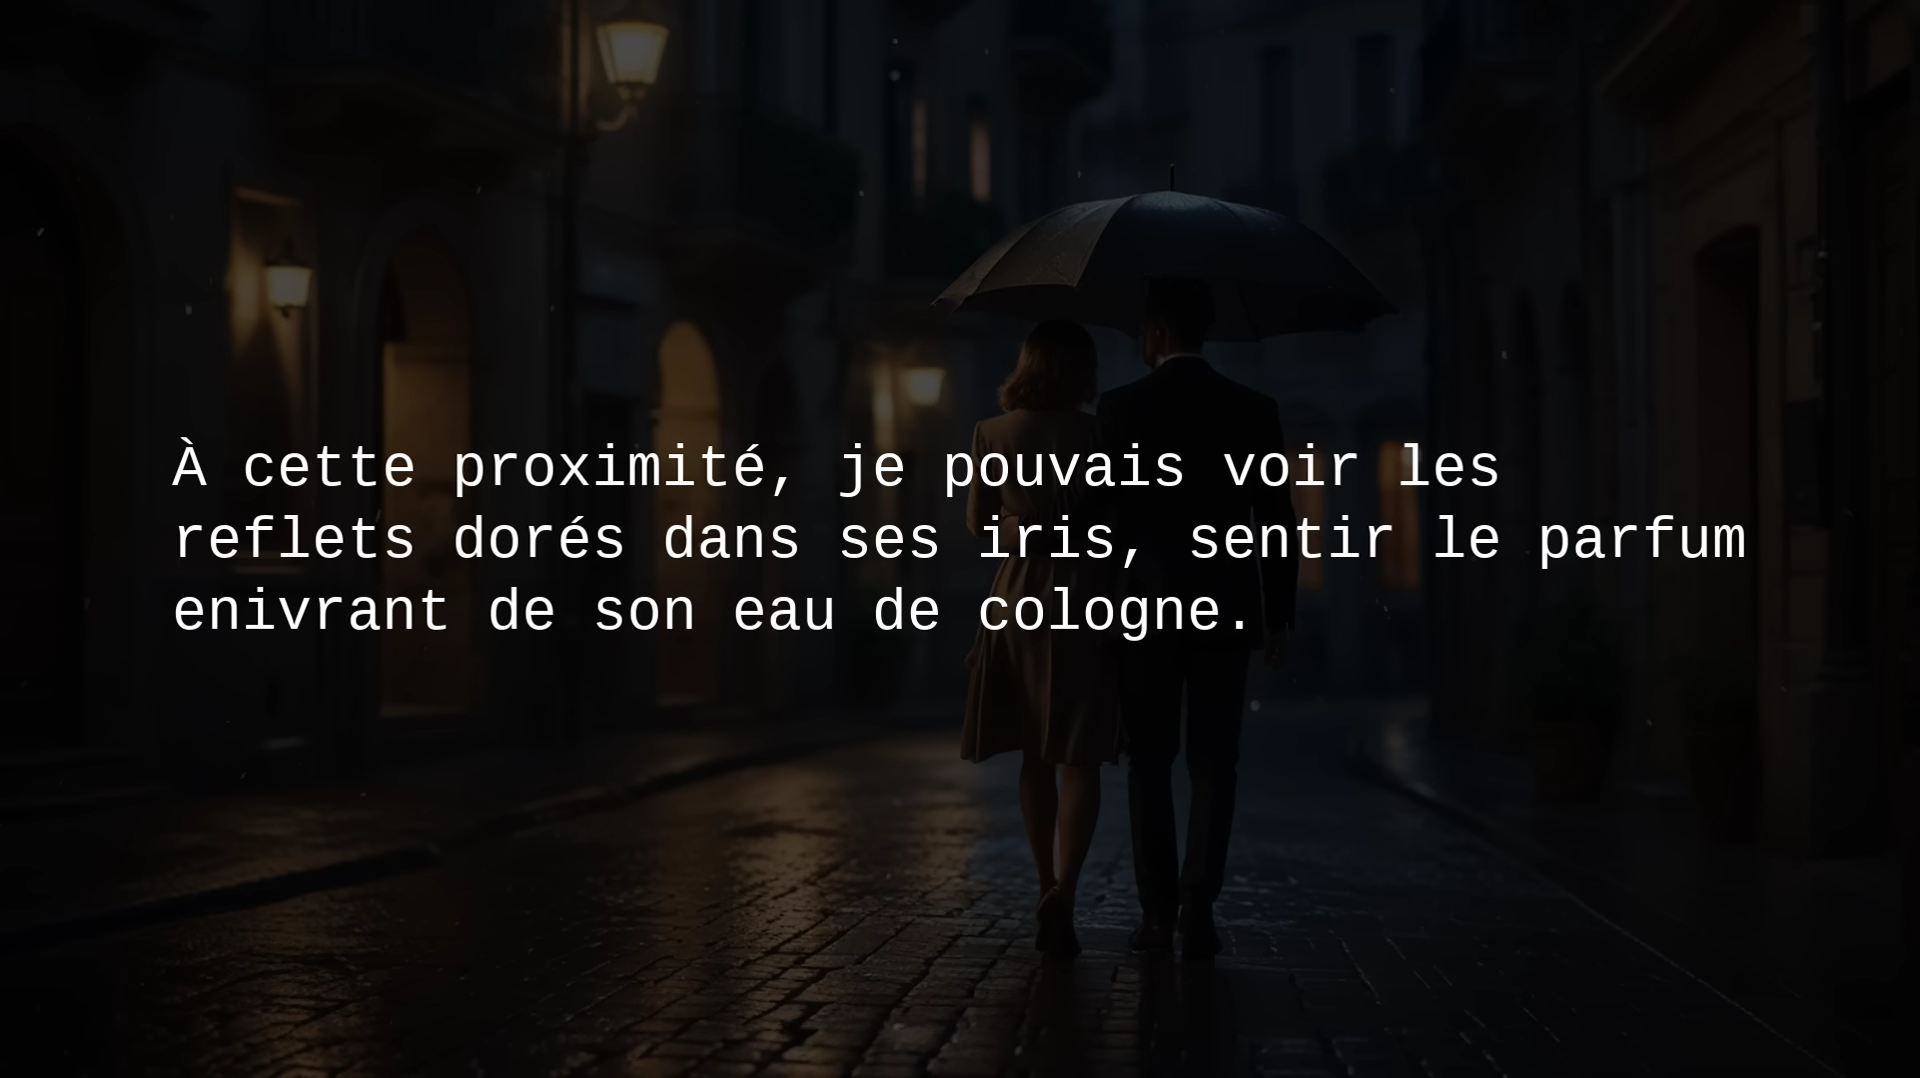 À cette proximité, je pouvais voir les
reflets dorés dans ses iris, sentir le parfum
enivrant de son eau de cologne.